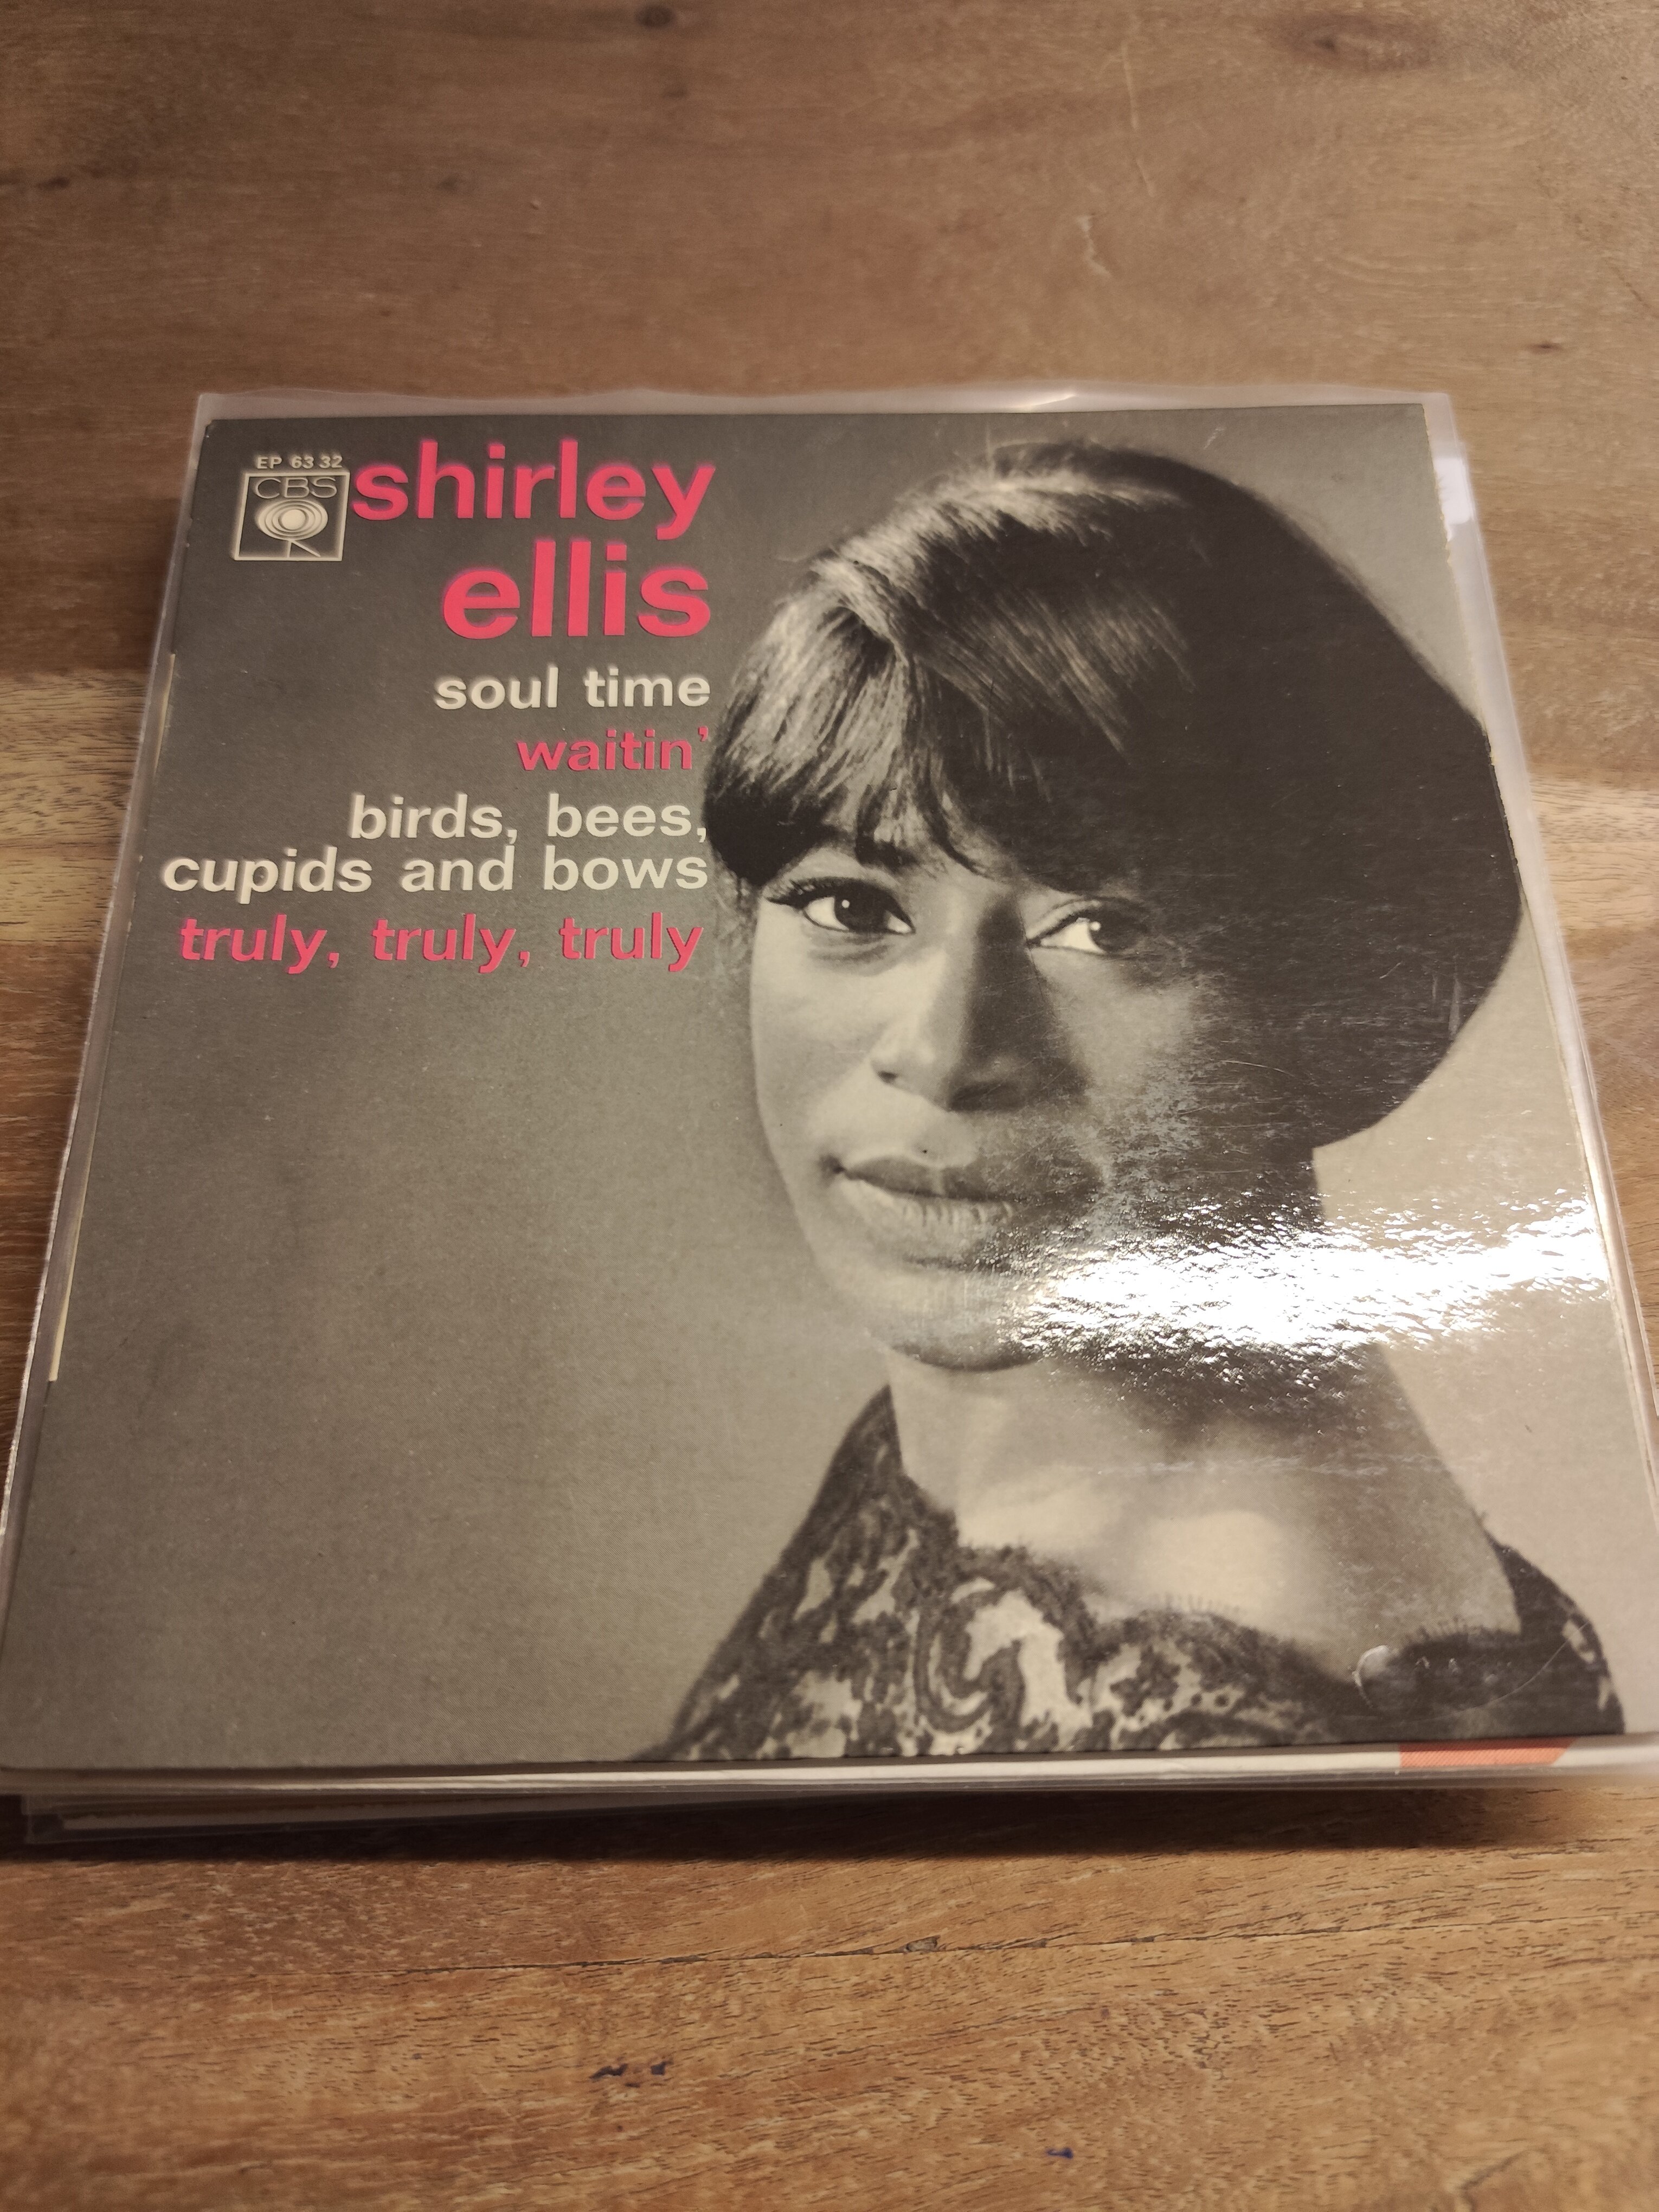 EP 63 32
CBS
shirley
ellis
soul time
waitin'
birds, bees,
cupids and bows
truly, truly, truly